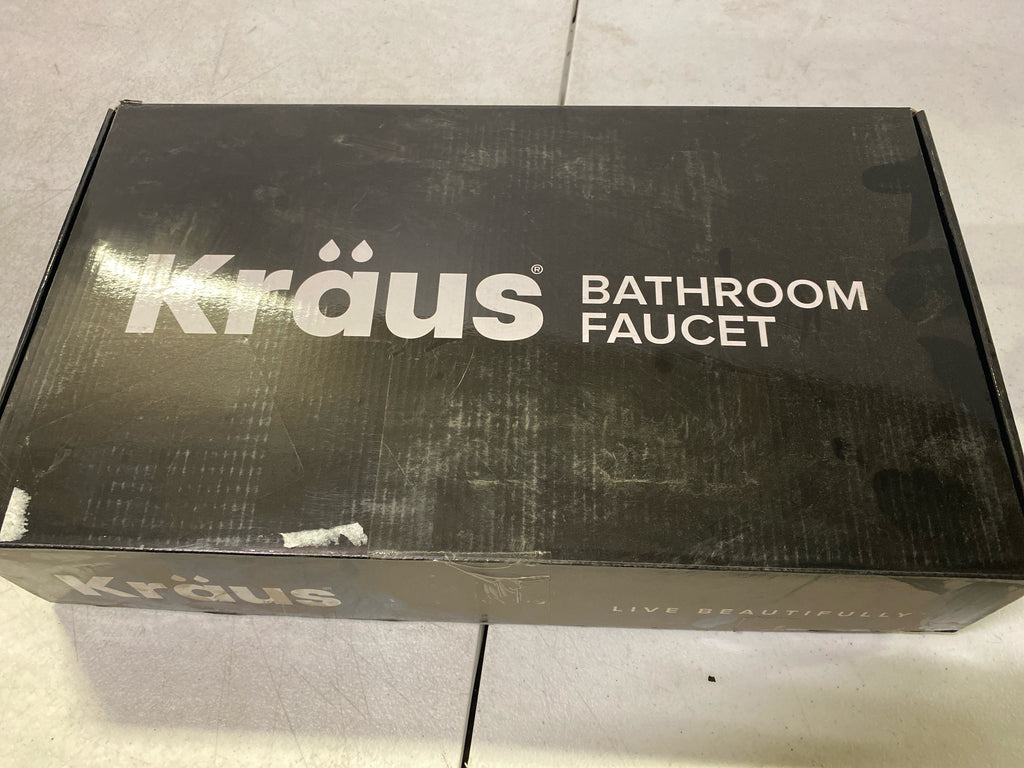 Kräus®
BATHROOM
FAUCET
Kräus
LIVE BEAUTIFULLY